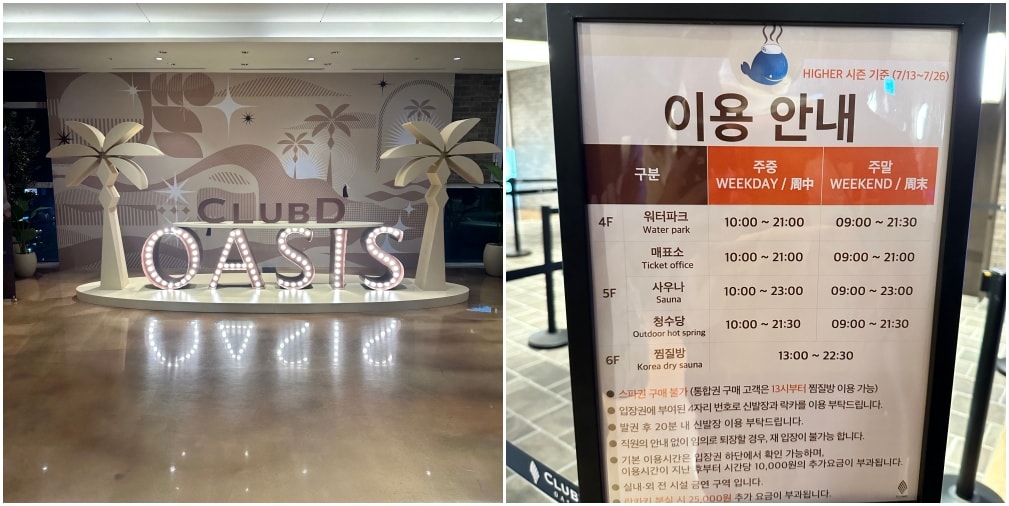 CLUBD
OASIS
HIGHER 시즌 기준 (7/13~7/26)
이용 안내
구분 주중 WEEKDAY / 周中 주말 WEEKEND / 周末
4F 워터파크 Water park 10:00 ~ 21:00 09:00 ~ 21:30
매표소 Ticket office 10:00 ~ 21:00 09:00 ~ 21:00
5F 사우나 Sauna 10:00 ~ 23:00 09:00 ~ 23:00
청수당 Outdoor hot spring 10:00 ~ 21:30 09:00 ~ 21:30
6F 찜질방 Korea dry sauna 13:00 ~ 22:30
스파권 구매 불가 (통합권 구매 고객은 13시부터 찜질방 이용 가능)
입장권에 부여된 4자리 번호로 신발장과 락카를 이용 부탁드립니다.
발권 후 20분 내 신발장 이용 부탁드립니다.
직원의 안내 없이 임의로 퇴장할 경우, 재 입장이 불가능 합니다.
기본 이용시간은 입장권 하단에서 확인 가능하며,
이용시간이 지난 후부터 시간당 10,000원의 추가요금이 부과됩니다.
실내·외 전 시설 금연 구역 입니다.
락카키 분실 시 25,000원 추가 요금이 부과됩니다.
CLUB